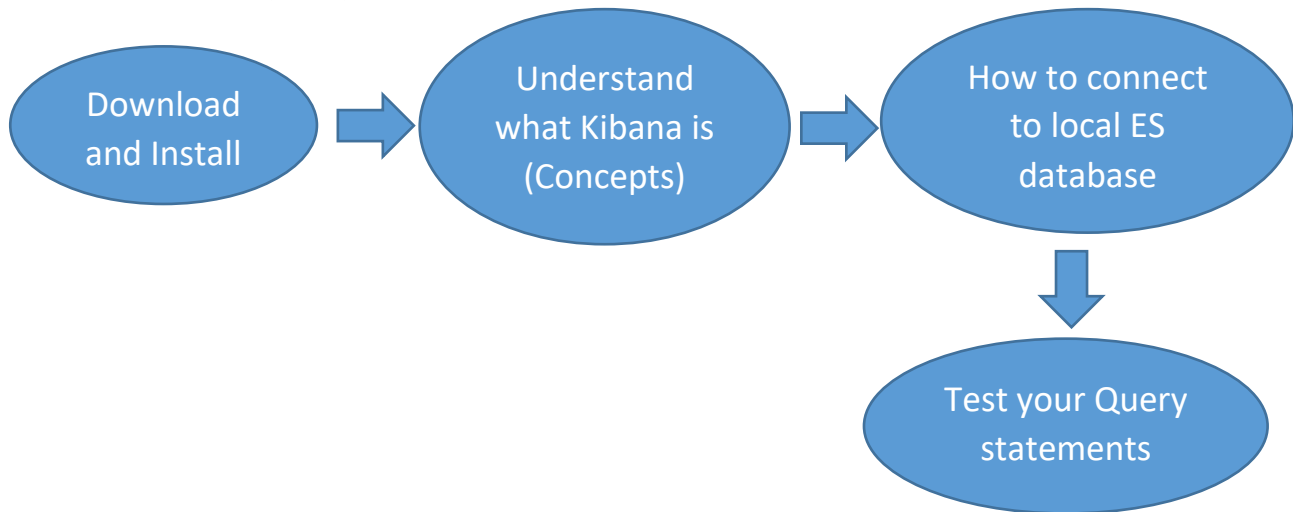 Download
and Install
Understand
what Kibana is
(Concepts)
How to connect
to local ES
database
Test your Query
statements